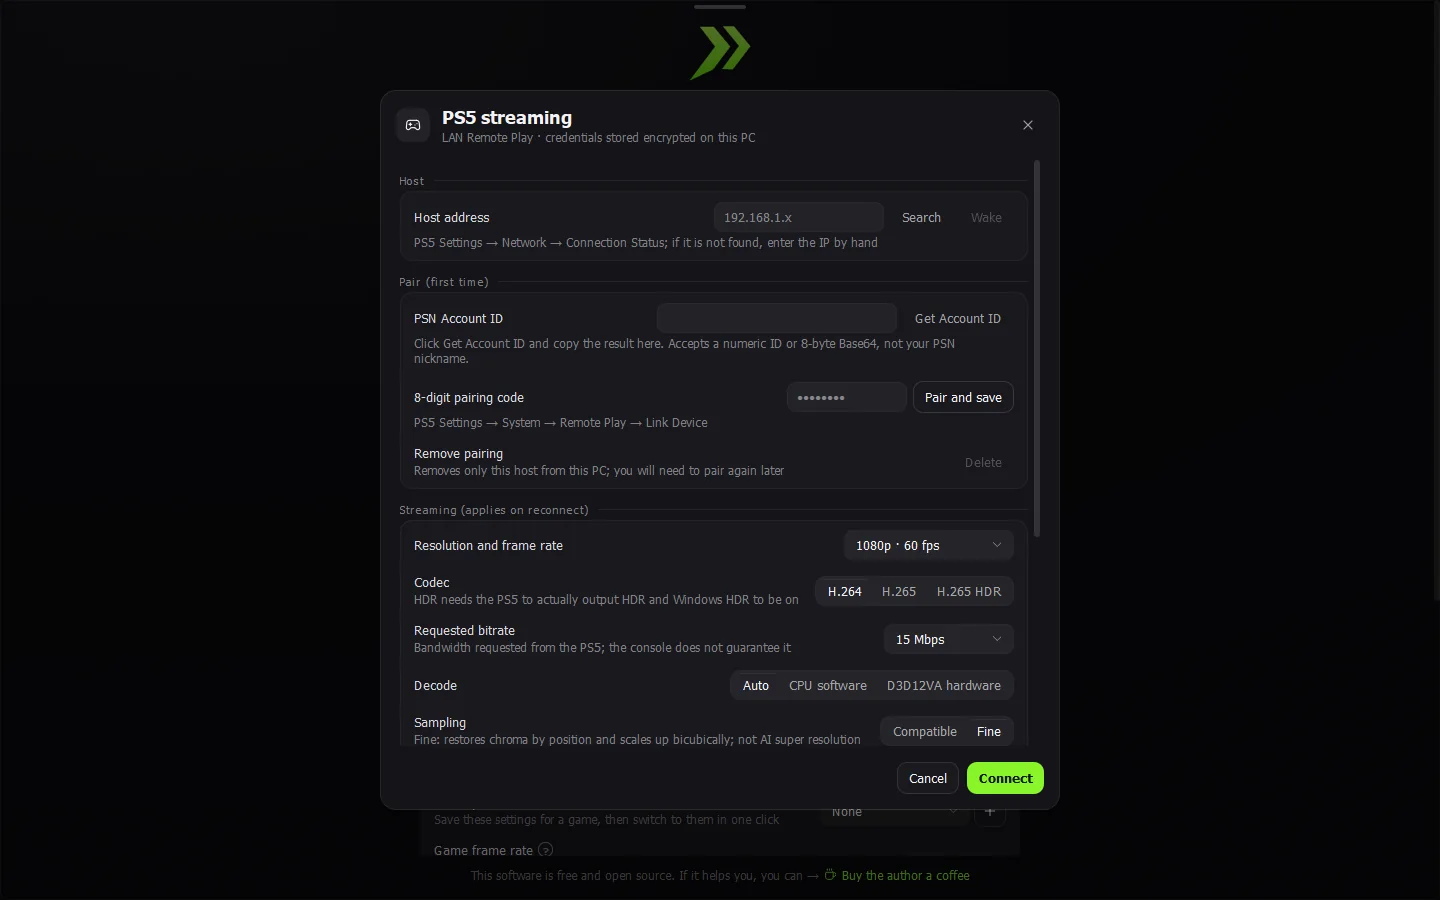 PS5 streaming
LAN Remote Play · credentials stored encrypted on this PC
Host
Host address
192.168.1.x
Search
Wake
PS5 Settings → Network → Connection Status; if it is not found, enter the IP by hand
Pair (first time)
PSN Account ID
Get Account ID
Click Get Account ID and copy the result here. Accepts a numeric ID or 8-byte Base64, not your PSN
nickname.
8-digit pairing code
••••••••
Pair and save
PS5 Settings → System → Remote Play → Link Device
Remove pairing
Removes only this host from this PC; you will need to pair again later
Delete
Streaming (applies on reconnect)
Resolution and frame rate
1080p · 60 fps
Codec
HDR needs the PS5 to actually output HDR and Windows HDR to be on
H.264
H.265
H.265 HDR
Requested bitrate
Bandwidth requested from the PS5; the console does not guarantee it
15 Mbps
Decode
Auto
CPU software
D3D12VA hardware
Sampling
Fine: restores chroma by position and scales up bicubically; not AI super resolution
Compatible
Fine
Cancel
Connect
Save these settings for a game, then switch to them in one click
None
+
Game frame rate ?
This software is free and open source. If it helps you, you can → Buy the author a coffee